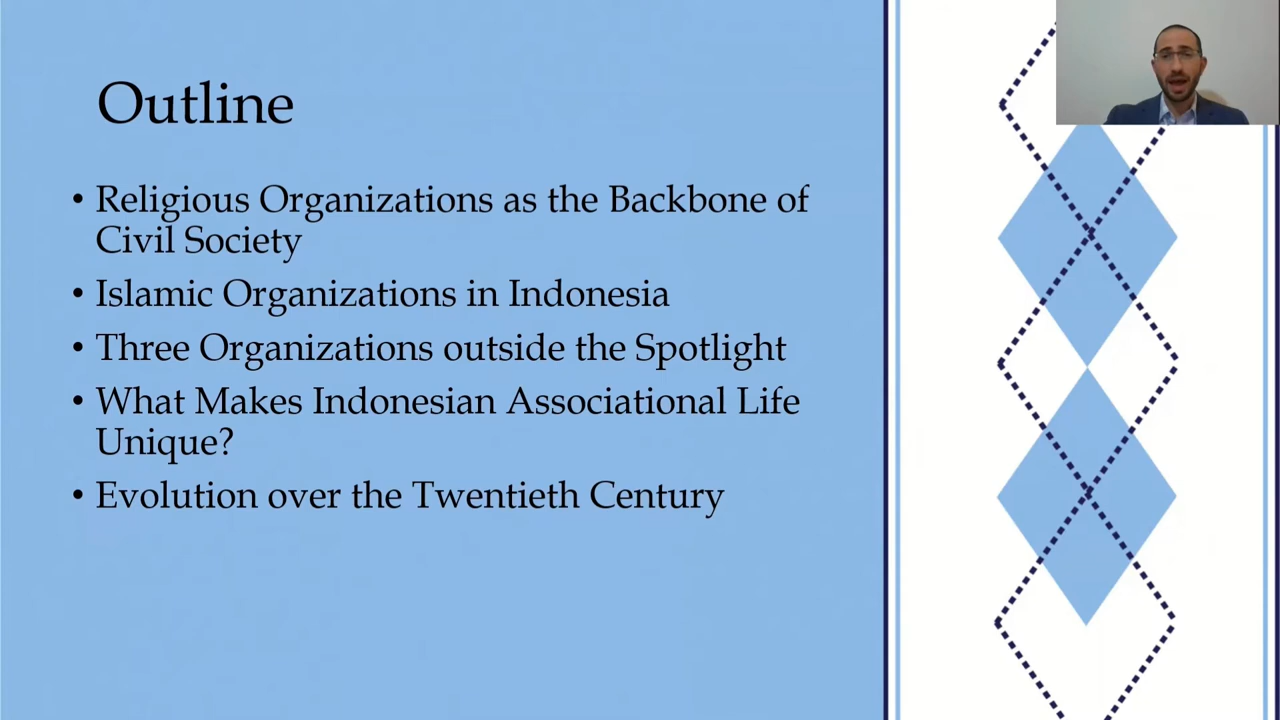 Outline
• Religious Organizations as the Backbone of
Civil Society
• Islamic Organizations in Indonesia
• Three Organizations outside the Spotlight
• What Makes Indonesian Associational Life
Unique?
• Evolution over the Twentieth Century